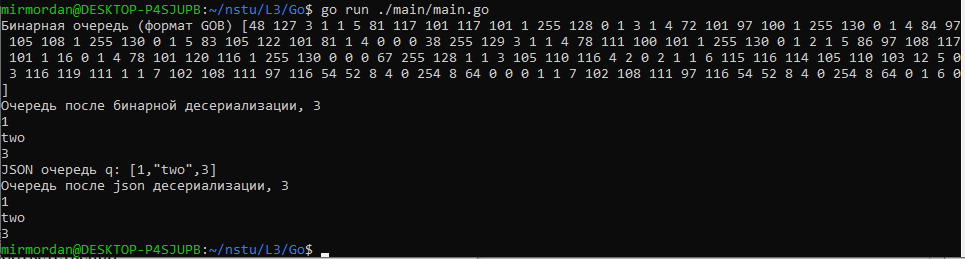 mirmordan@DESKTOP-P4SJUPB:~/nstu/L3/Go$ go run ./main/main.go
Бинарная очередь (формат GOB) [48 127 3 1 1 5 81 117 101 117 101 1 255 128 0 1 3 1 4 72 101 97 100 1 255 130 0 1 4 84 97
105 108 1 255 130 0 1 5 83 105 122 101 81 1 4 0 0 0 38 255 129 3 1 1 4 78 111 100 101 1 255 130 0 1 2 1 5 86 97 108 117
101 1 16 0 1 4 78 101 120 116 1 255 130 0 0 0 67 255 128 1 1 3 105 110 116 4 2 0 2 1 1 6 115 116 114 105 110 103 12 5 0
3 116 119 111 1 1 7 102 108 111 97 116 54 52 8 4 0 254 8 64 0 0 0 1 1 7 102 108 111 97 116 54 52 8 4 0 254 8 64 0 1 6 0
]
Очередь после бинарной десериализации, 3
1
two
3
JSON очередь q: [1,"two",3]
Очередь после json десериализации, 3
1
two
3
mirmordan@DESKTOP-P4SJUPB:~/nstu/L3/Go$